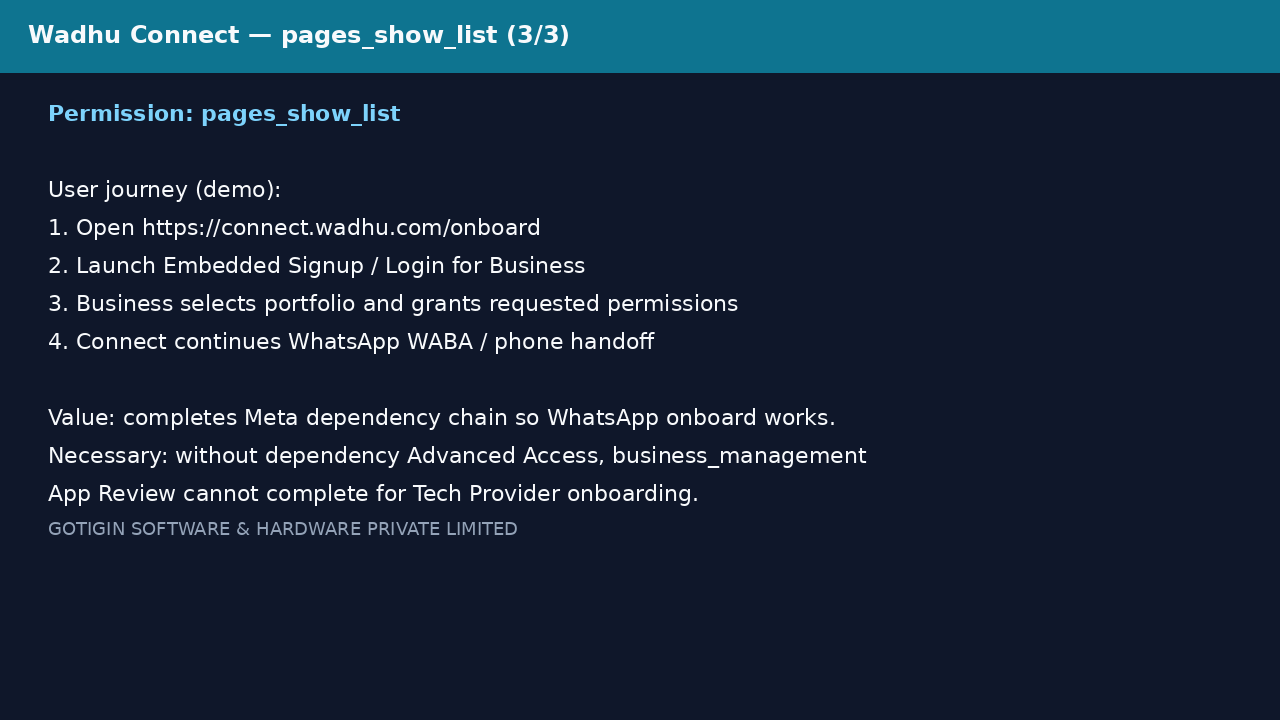 Wadhu Connect — pages_show_list (3/3)
Permission: pages_show_list
User journey (demo):
1. Open https://connect.wadhu.com/onboard
2. Launch Embedded Signup / Login for Business
3. Business selects portfolio and grants requested permissions
4. Connect continues WhatsApp WABA / phone handoff
Value: completes Meta dependency chain so WhatsApp onboard works.
Necessary: without dependency Advanced Access, business_management
App Review cannot complete for Tech Provider onboarding.
GOTIGIN SOFTWARE & HARDWARE PRIVATE LIMITED